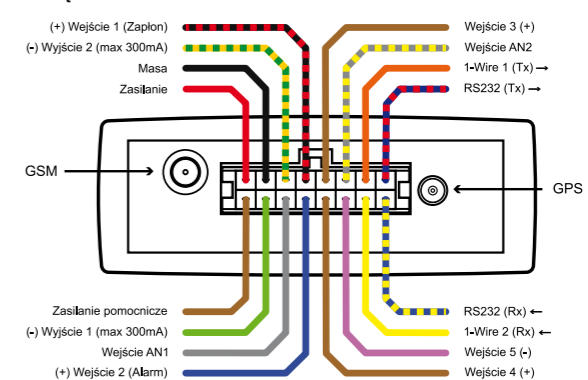 (+) Wejście 1 (Zapłon)
(-) Wyjście 2 (max 300mA)
Masa
Zasilanie
Wejście 3 (+)
Wejście AN2
1-Wire 1 (Tx) →
RS232 (Tx) →
GSM
GPS
Zasilanie pomocnicze
(-) Wyjście 1 (max 300mA)
Wejście AN1
(+) Wejście 2 (Alarm)
RS232 (Rx) ←
1-Wire 2 (Rx) ←
Wejście 5 (-)
Wejście 4 (+)